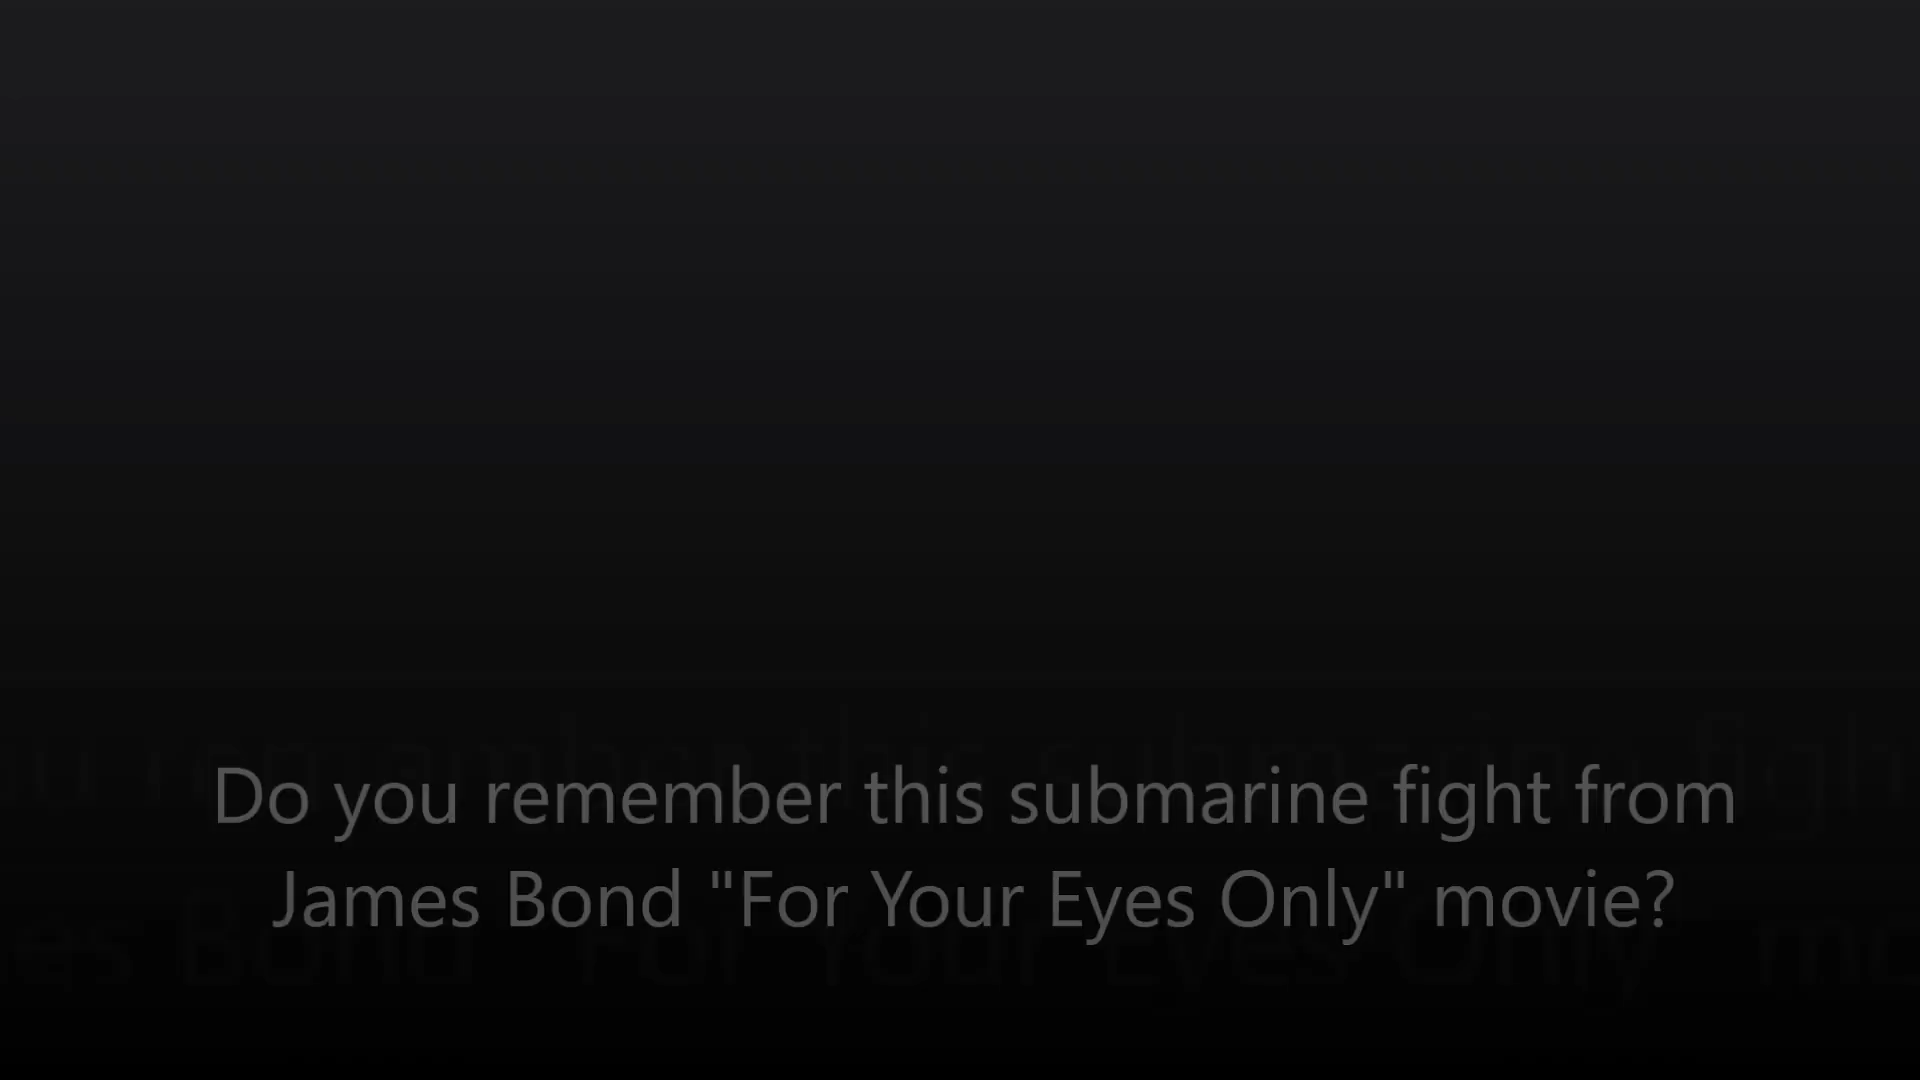 Do you remember this submarine fight from
James Bond "For Your Eyes Only" movie?